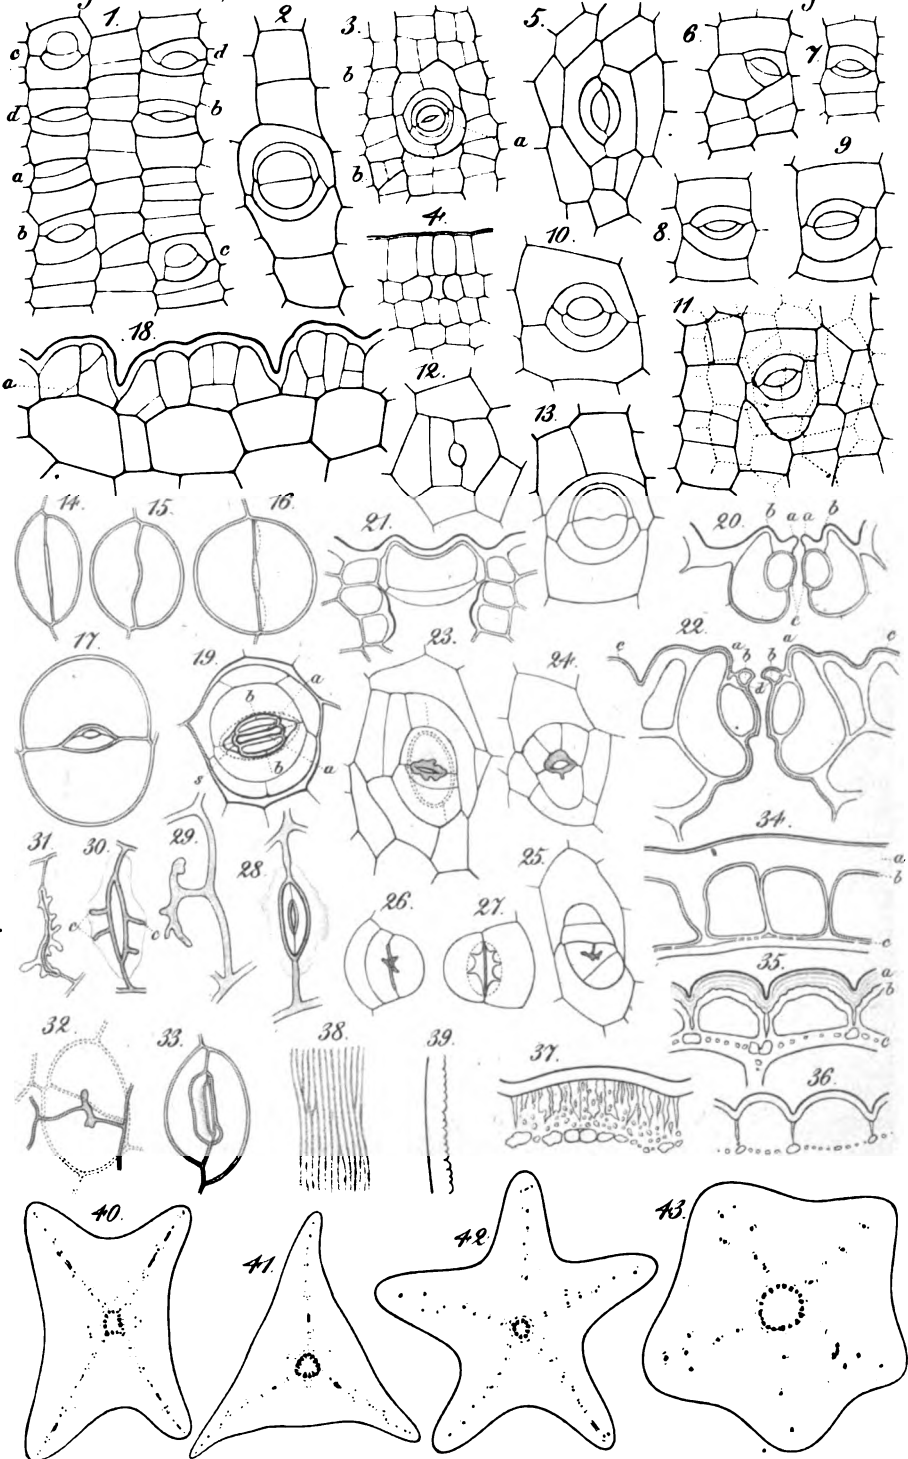 1. 2 3. 5. 6 7.
c d
b
d b
a a
b
9
b c
4. 8.
10.
11
18.
a
12.
13.
14. 15. 16.
21.
20. b a a b
c
17. 19. b a
23. 24.
c 22. a b a b c
d
s b a
31. 30. 29. 28.
c c
25.
26. 27.
34.
a
b
c
35. a
b
c
32. 33. 38. 39. 37.
36.
40. 41. 42. 43.